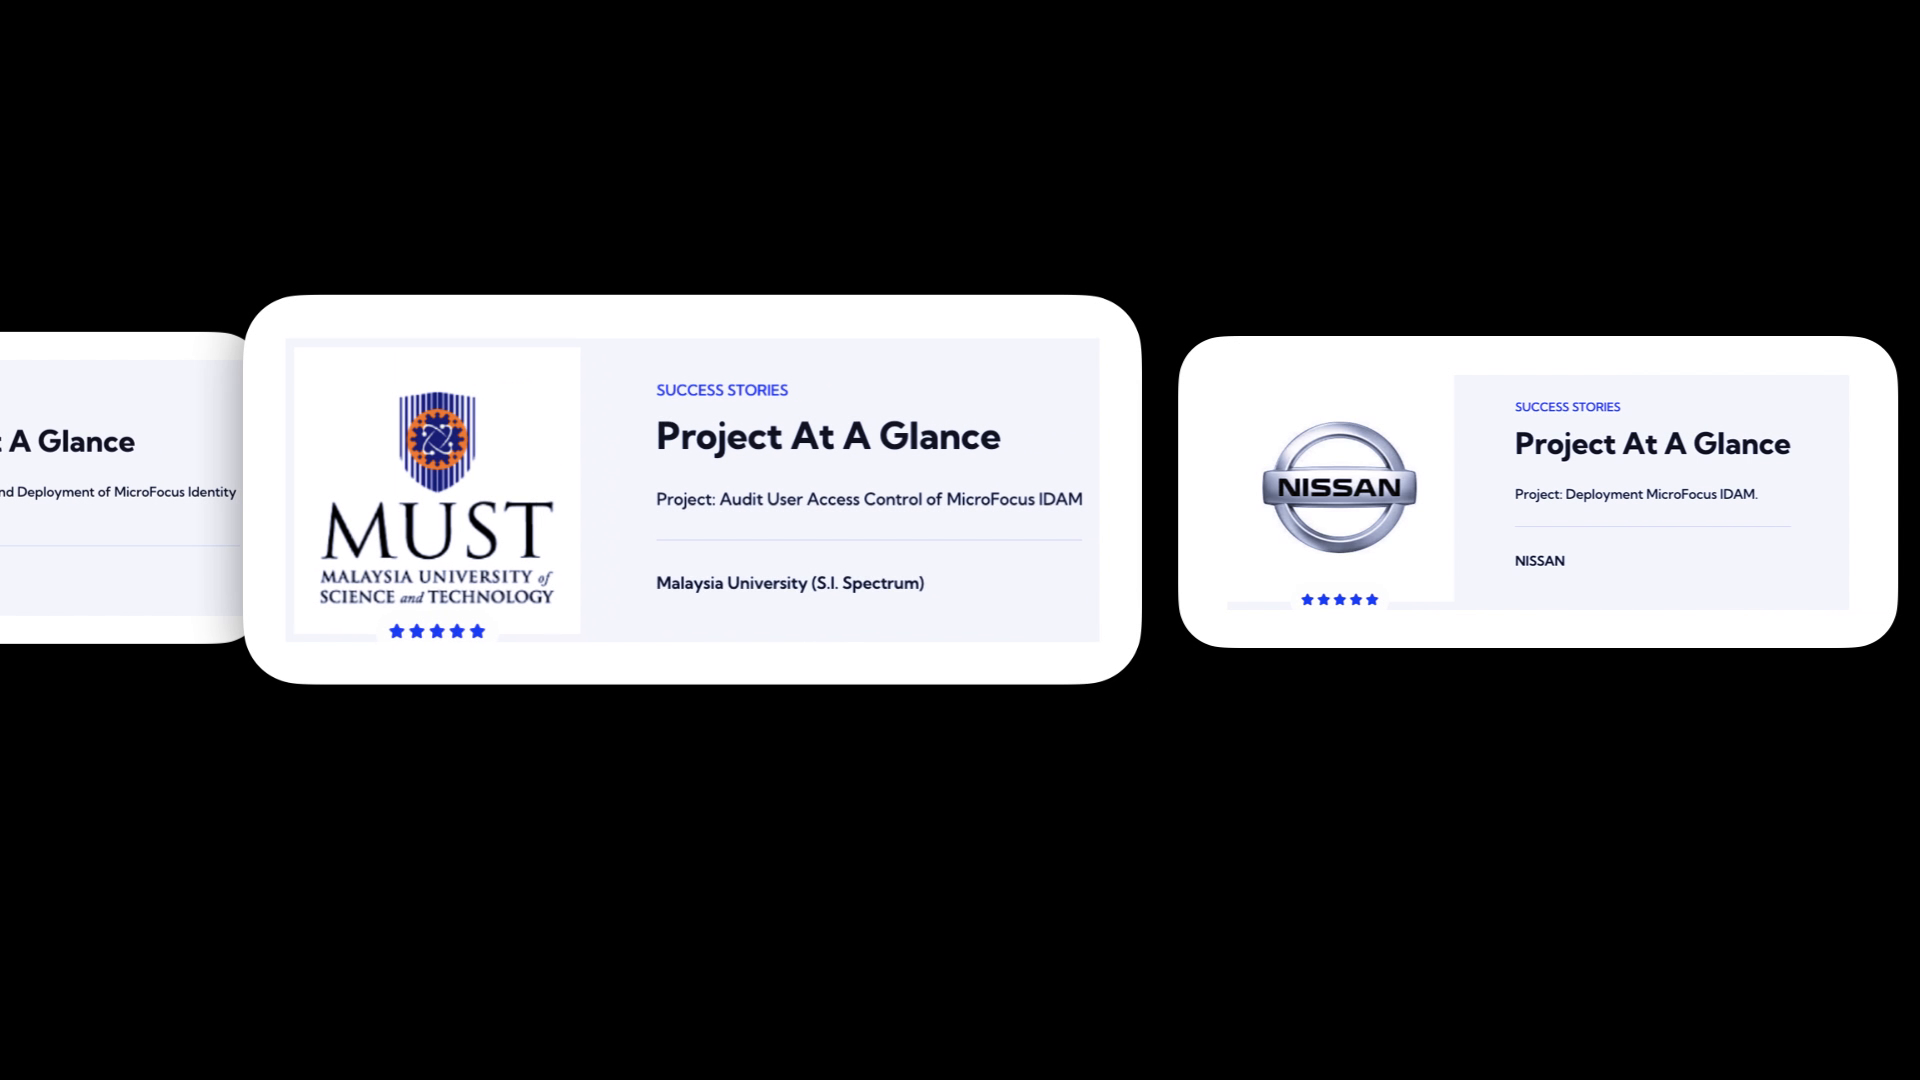 A Glance
Deployment of MicroFocus Identity
MUST
MALAYSIA UNIVERSITY of
SCIENCE and TECHNOLOGY
SUCCESS STORIES
Project At A Glance
Project: Audit User Access Control of MicroFocus IDAM
Malaysia University (S.I. Spectrum)
NISSAN
SUCCESS STORIES
Project At A Glance
Project: Deployment MicroFocus IDAM.
NISSAN